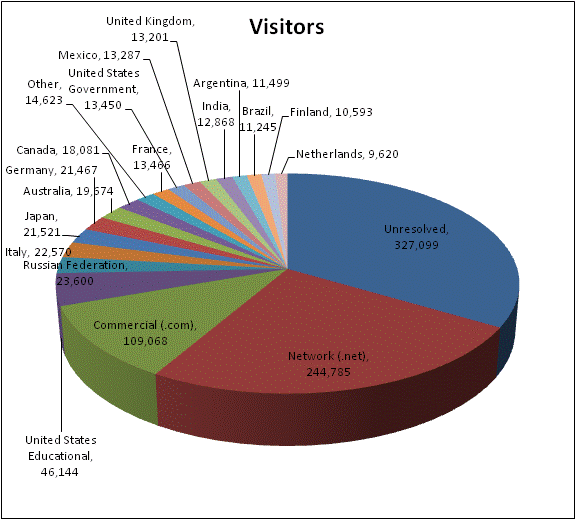 Visitors
United Kingdom,
13,201
Mexico, 13,287
United States
Government,
13,450
Other,
14,623
Argentina, 11,499
India,
12,868
Brazil,
11,245
Finland, 10,593
Netherlands, 9,620
France,
13,466
Canada, 18,081
Germany, 21,467
Australia, 19,674
Japan,
21,521
Italy, 22,570
Russian Federation,
23,600
Unresolved,
327,099
Commercial (.com),
109,068
Network (.net),
244,785
United States
Educational,
46,144